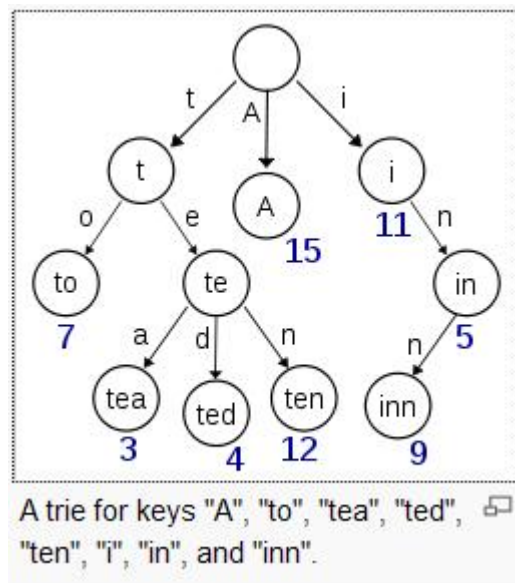 t
A
i
t
A
i
15
11
o
e
n
to
te
in
7
5
a
d
n
n
tea
ted
ten
inn
3
4
12
9
A trie for keys "A", "to", "tea", "ted",
"ten", "i", "in", and "inn".